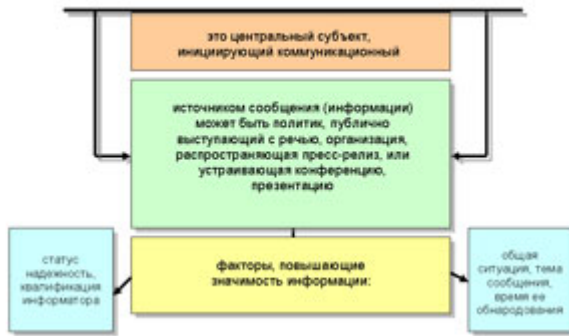 это центральный субъект,
инициирующий коммуникационный
источником сообщения (информации)
может быть политик, публично
выступающий с речью, организация,
распространяющая пресс-релиз, или
устраивающая конференцию,
презентацию
статус
надежность,
квалификация
информатора
факторы, повышающие
значимость информации:
общая
ситуация, тема
сообщения,
время ее
обнародования